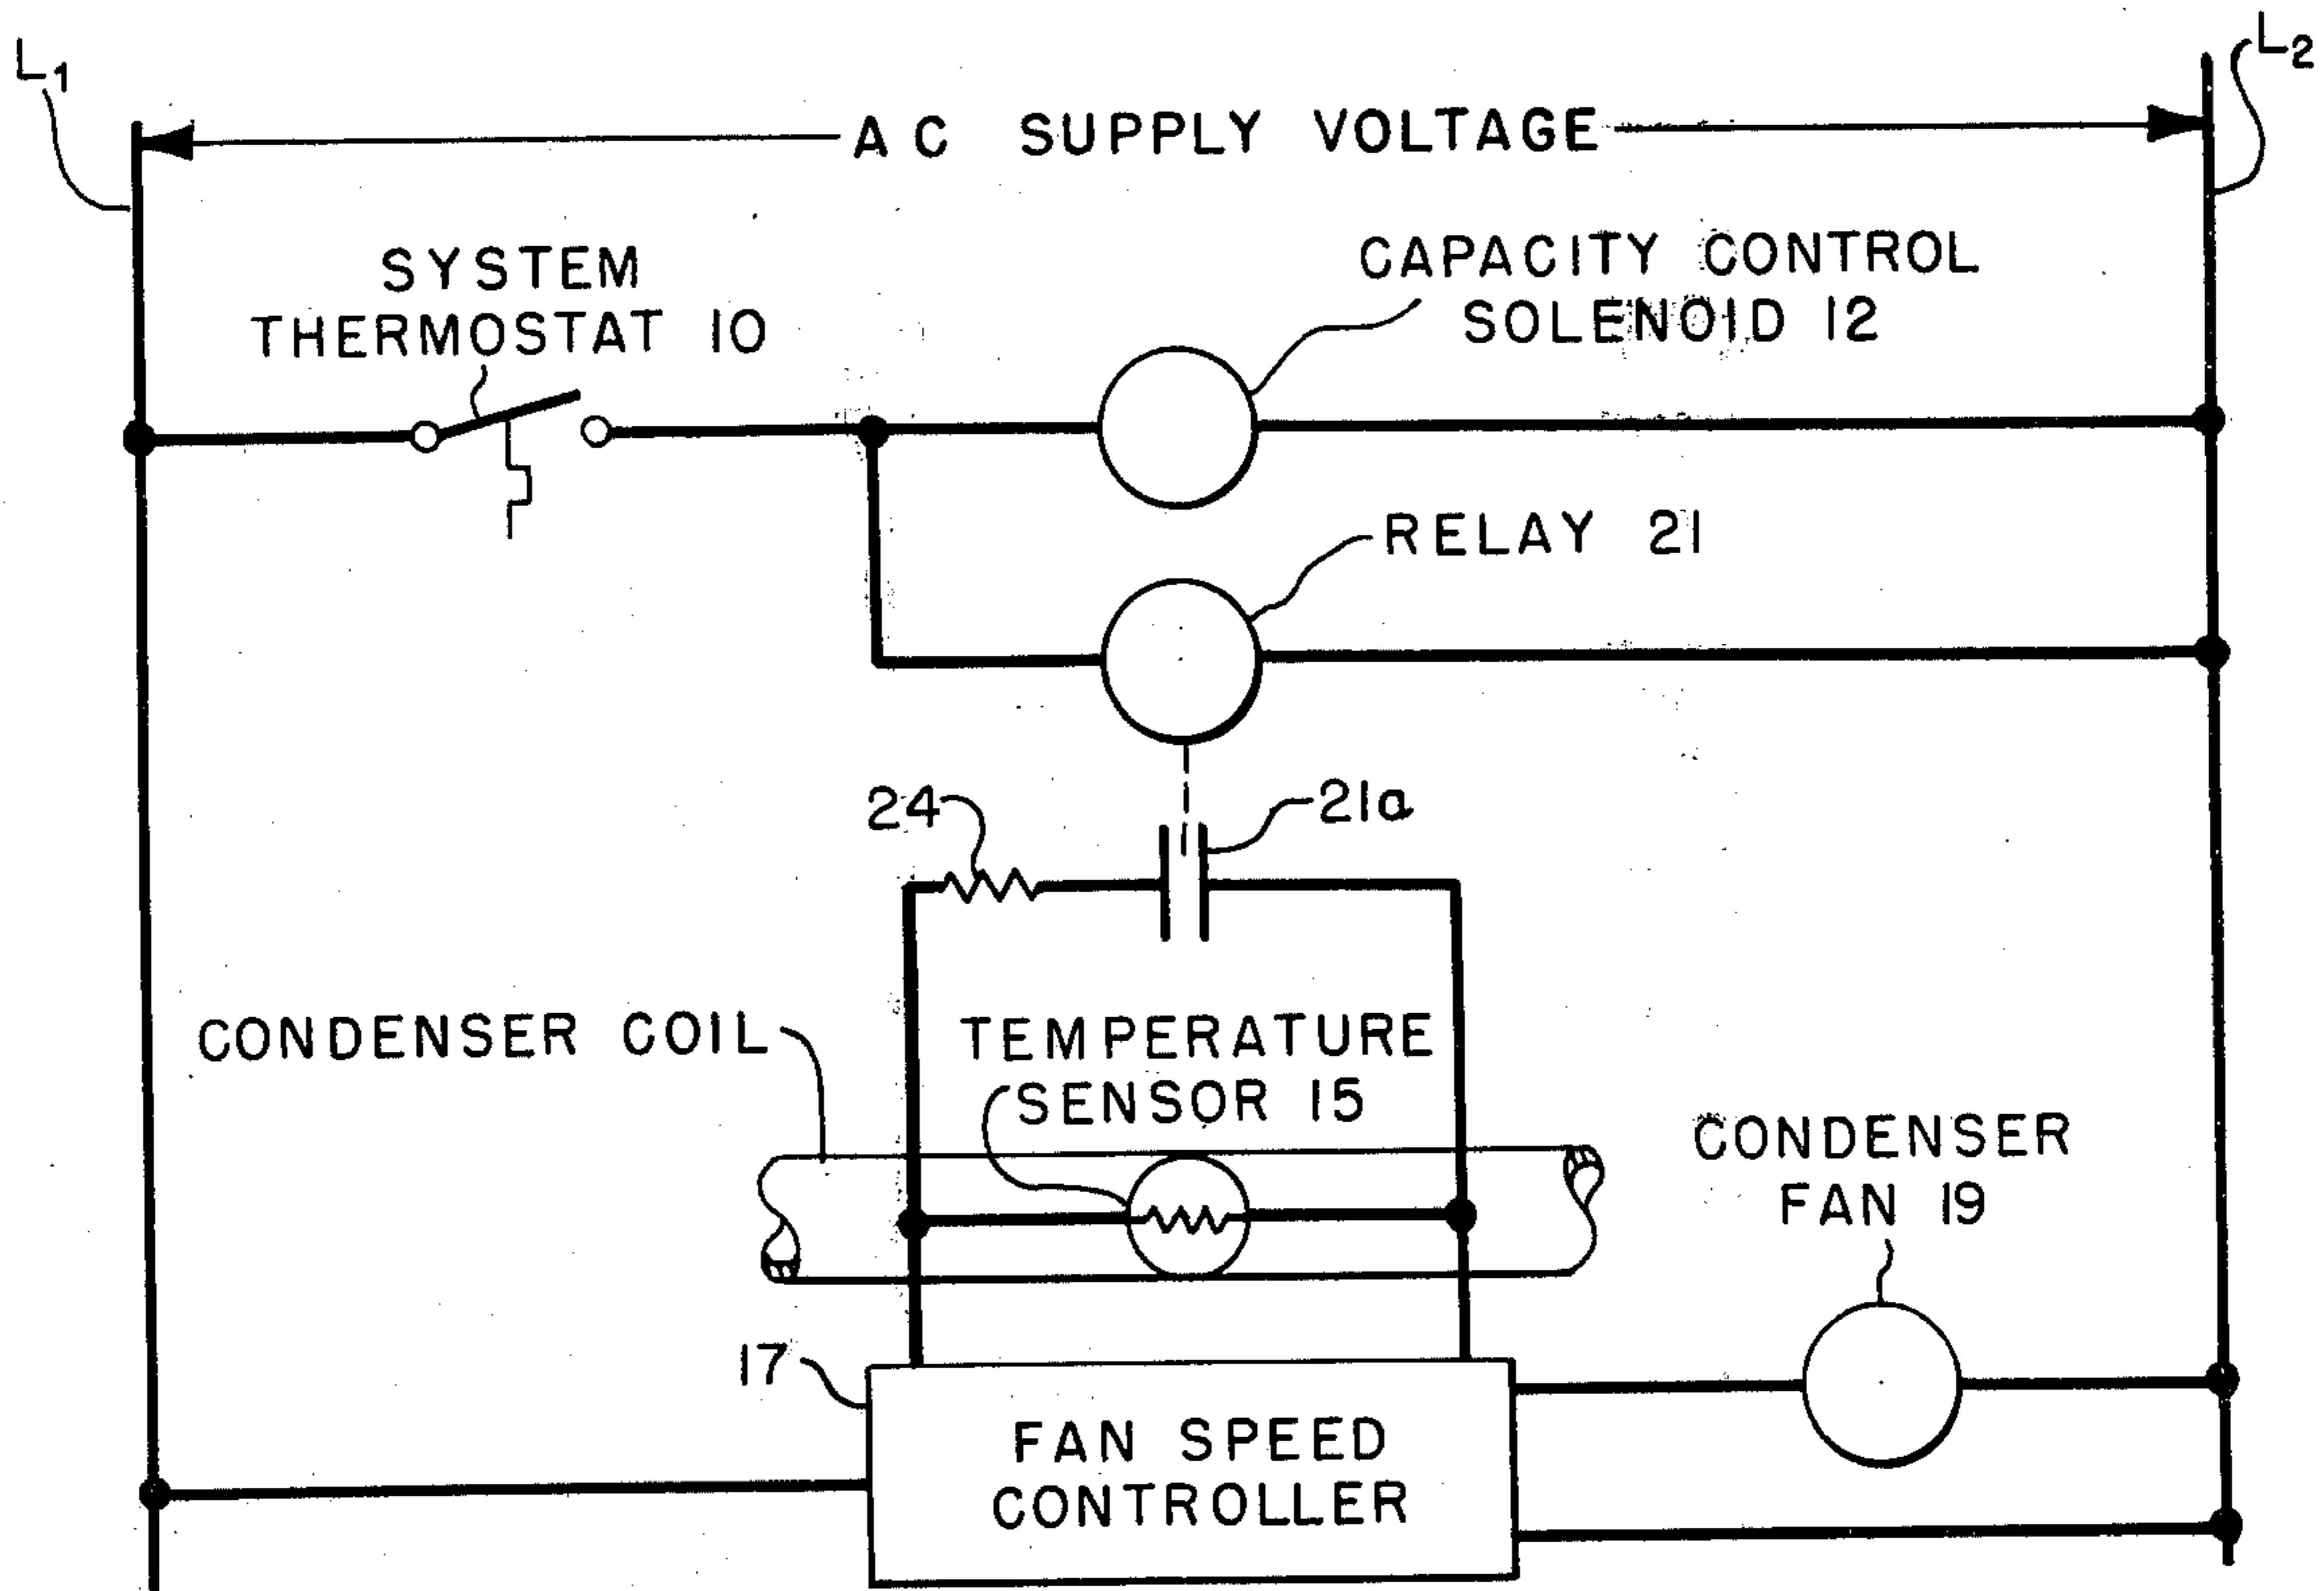 L1
L2
AC SUPPLY VOLTAGE
SYSTEM
THERMOSTAT 10
CAPACITY CONTROL
SOLENOID 12
RELAY 21
24
21a
CONDENSER COIL
TEMPERATURE
SENSOR 15
CONDENSER
FAN 19
17
FAN SPEED
CONTROLLER